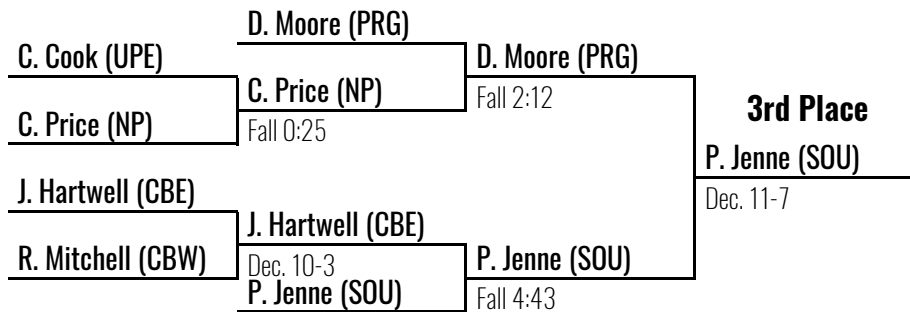 D. Moore (PRG)
C. Cook (UPE)
D. Moore (PRG)
C. Price (NP)
Fall 2:12
C. Price (NP)
Fall 0:25
3rd Place
P. Jenne (SOU)
Dec. 11-7
J. Hartwell (CBE)
J. Hartwell (CBE)
R. Mitchell (CBW)
Dec. 10-3
P. Jenne (SOU)
P. Jenne (SOU)
Fall 4:43